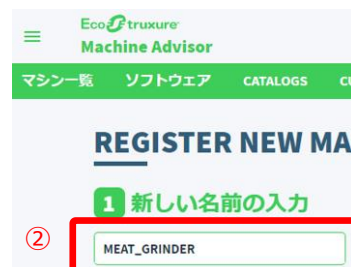 EcoStruxure
Machine Advisor
マシン一覧 ソフトウェア CATALOGS
REGISTER NEW
1 新しい名前の入力
② MEAT_GRINDER